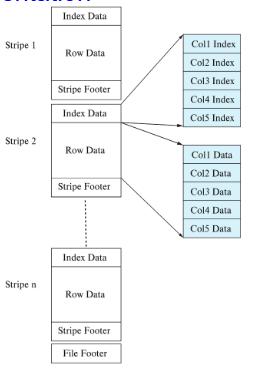 Stripe 1
Index Data
Row Data
Stripe Footer
Stripe 2
Index Data
Row Data
Stripe Footer
Stripe n
Index Data
Row Data
Stripe Footer
File Footer
Col1 Index
Col2 Index
Col3 Index
Col4 Index
Col5 Index
Col1 Data
Col2 Data
Col3 Data
Col4 Data
Col5 Data